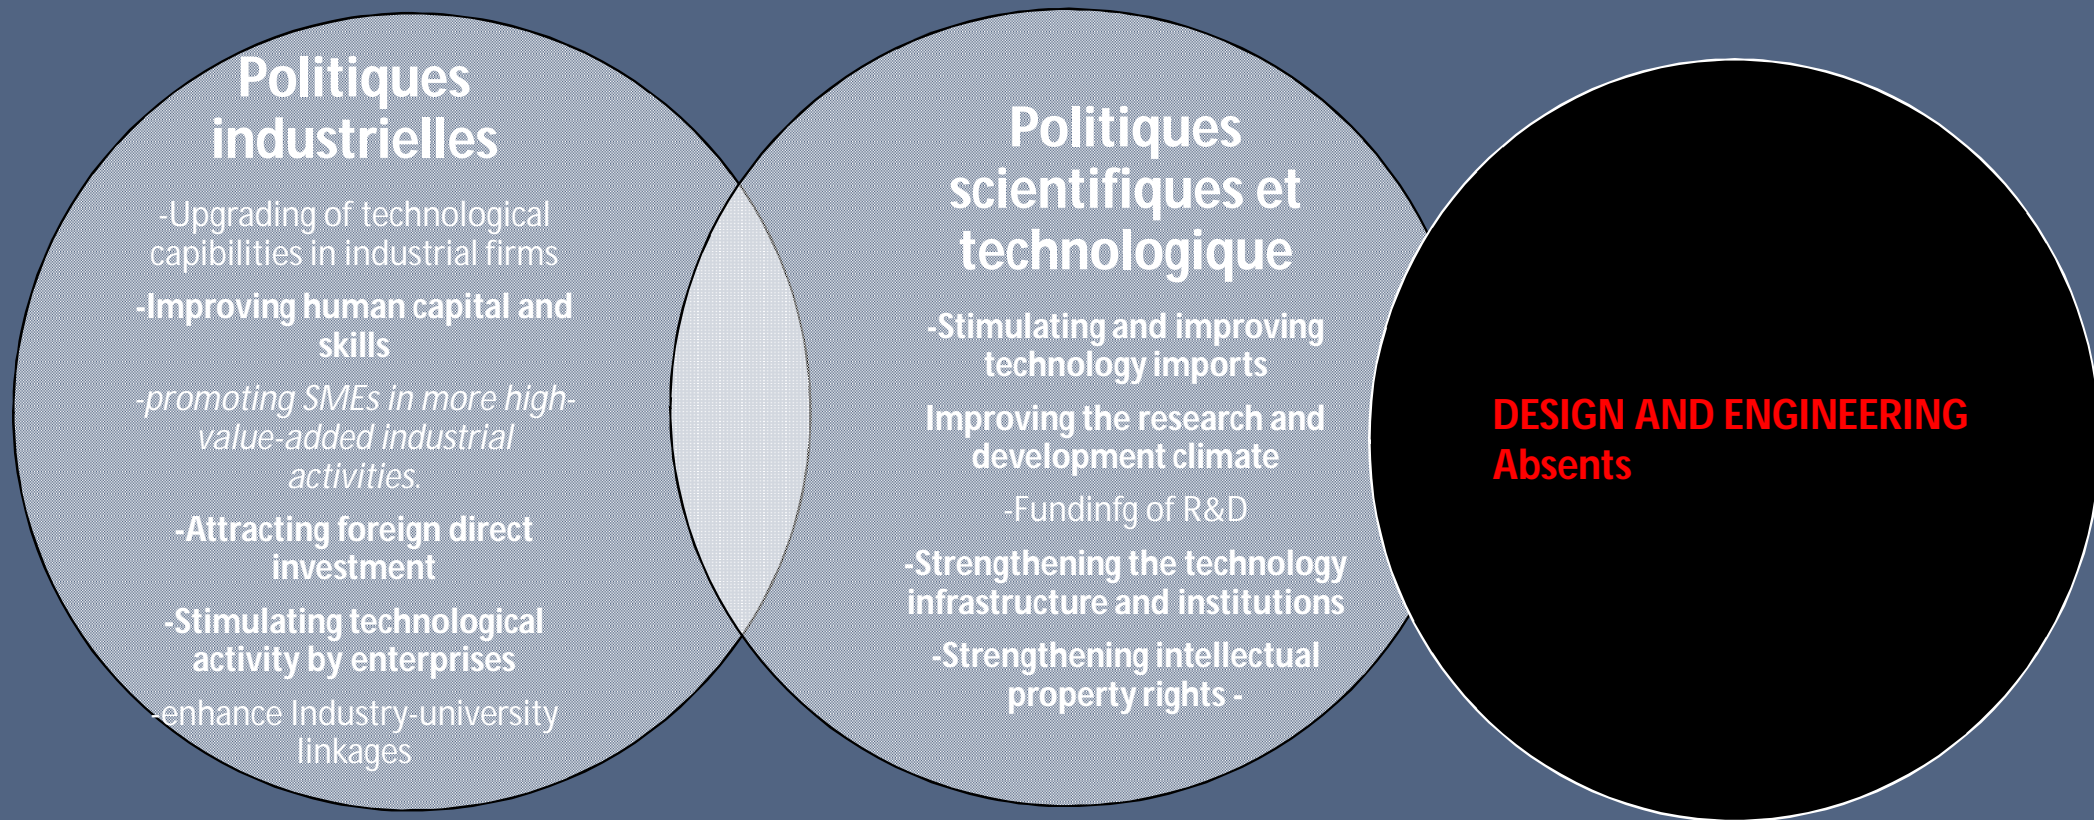 Politiques
industrielles
-Upgrading of technological
capibilities in industrial firms
-Improving human capital and
skills
-promoting SMEs in more high-
value-added industrial
activities.
-Attracting foreign direct
investment
-Stimulating technological
activity by enterprises
-enhance Industry-university
linkages
Politiques
scientifiques et
technologique
-Stimulating and improving
technology imports
Improving the research and
development climate
-Fundinfg of R&D
-Strengthening the technology
infrastructure and institutions
-Strengthening intellectual
property rights -
DESIGN AND ENGINEERING
Absents